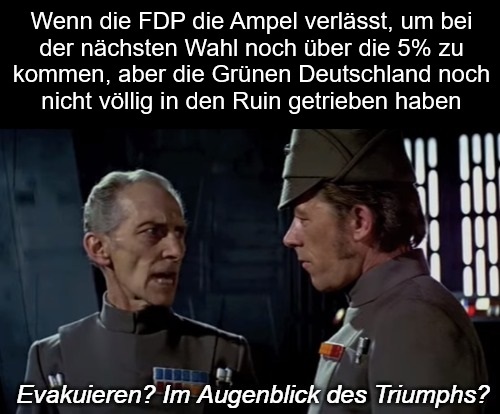 Wenn die FDP die Ampel verlässt, um bei
der nächsten Wahl noch über die 5% zu
kommen, aber die Grünen Deutschland noch
nicht völlig in den Ruin getrieben haben
Evakuieren? Im Augenblick des Triumphs?